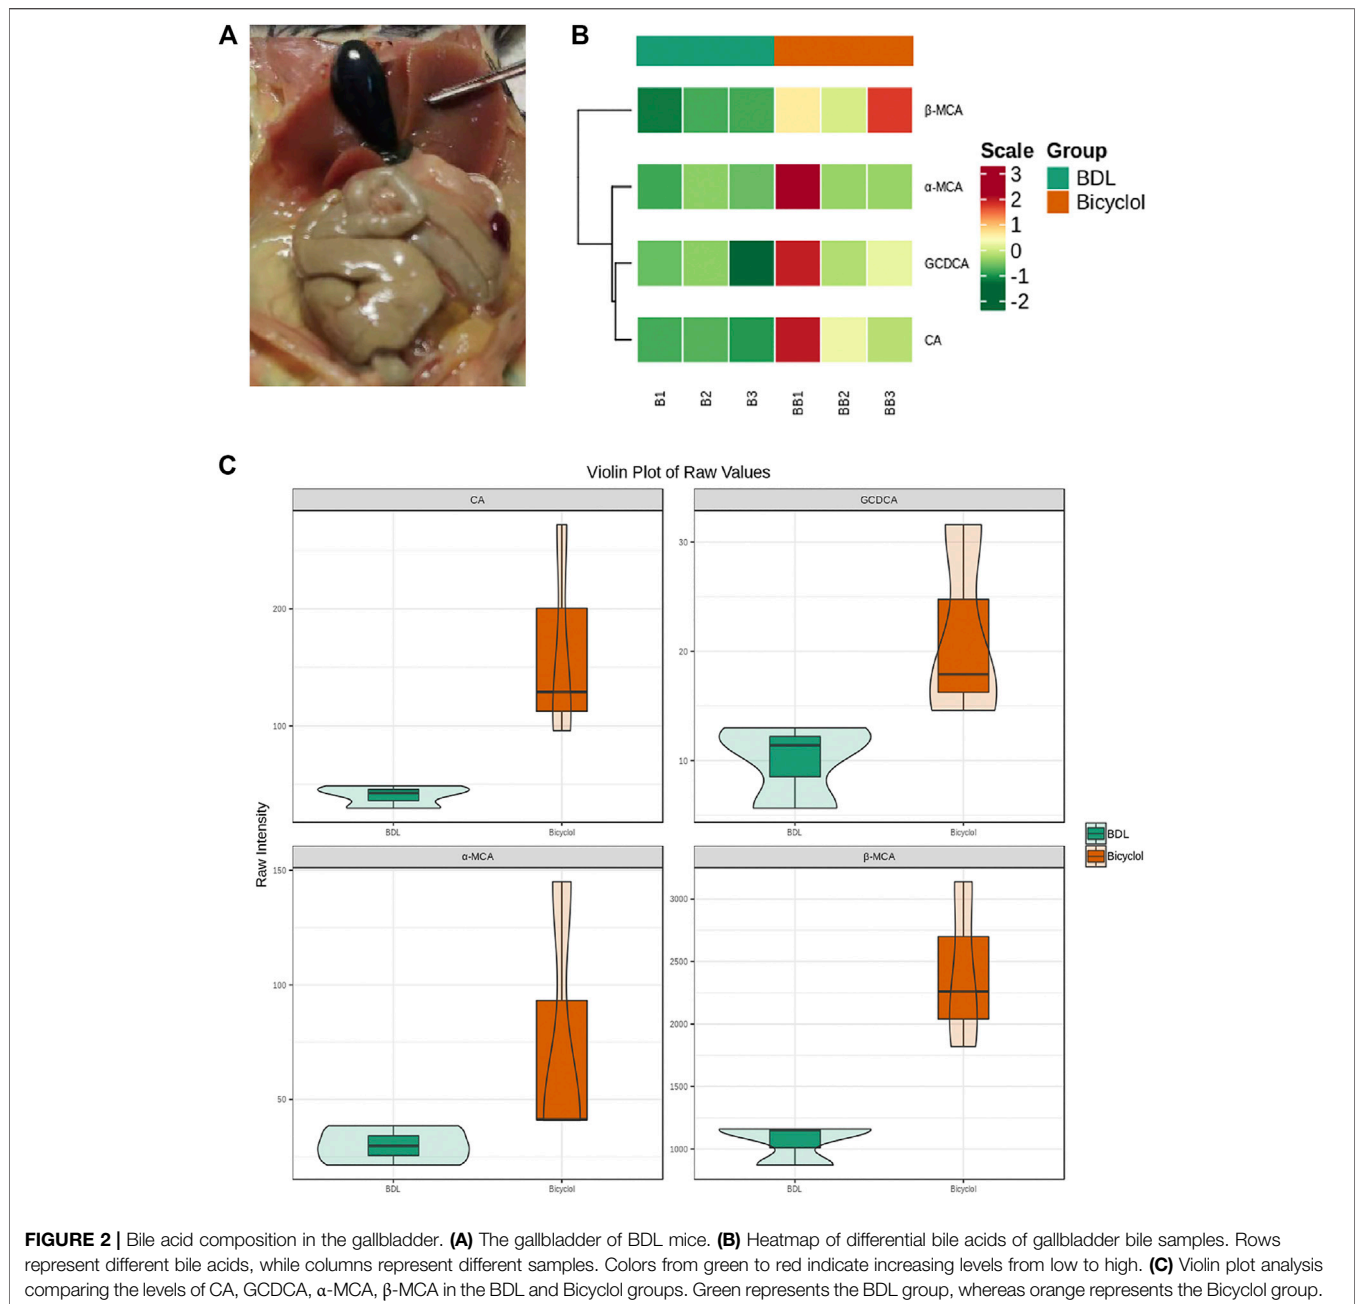 A
B
β-MCA
α-MCA
GCDCA
CA
B1
B2
B3
BB1
BB2
BB3
Scale
3
2
1
0
-1
-2
Group
BDL
Bicyclol
C
Violin Plot of Raw Values
Raw Intensity
CA
200
100
BDL
Bicyclol
GCDCA
30
20
10
BDL
Bicyclol
α-MCA
150
100
50
BDL
Bicyclol
β-MCA
3000
2500
2000
1500
1000
BDL
Bicyclol
BDL
Bicyclol
FIGURE 2 | Bile acid composition in the gallbladder. (A) The gallbladder of BDL mice. (B) Heatmap of differential bile acids of gallbladder bile samples. Rows
represent different bile acids, while columns represent different samples. Colors from green to red indicate increasing levels from low to high. (C) Violin plot analysis
comparing the levels of CA, GCDCA, α-MCA, β-MCA in the BDL and Bicyclol groups. Green represents the BDL group, whereas orange represents the Bicyclol group.